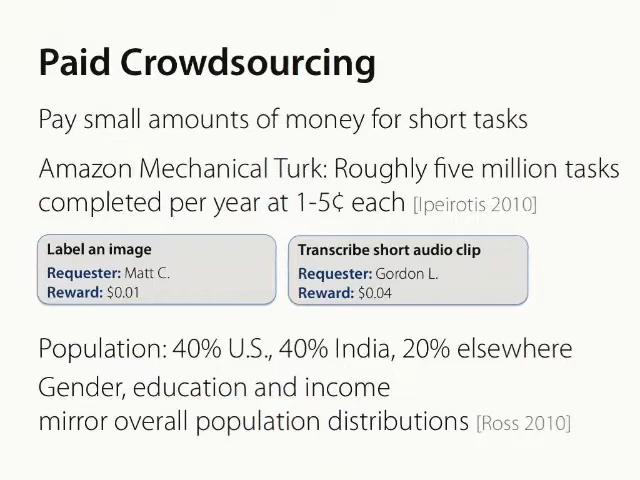 Paid Crowdsourcing
Pay small amounts of money for short tasks
Amazon Mechanical Turk: Roughly five million tasks
completed per year at 1-5¢ each [Ipeirotis 2010]
Label an image
Requester: Matt C.
Reward: $0.01
Transcribe short audio clip
Requester: Gordon L.
Reward: $0.04
Population: 40% U.S., 40% India, 20% elsewhere
Gender, education and income
mirror overall population distributions [Ross 2010]